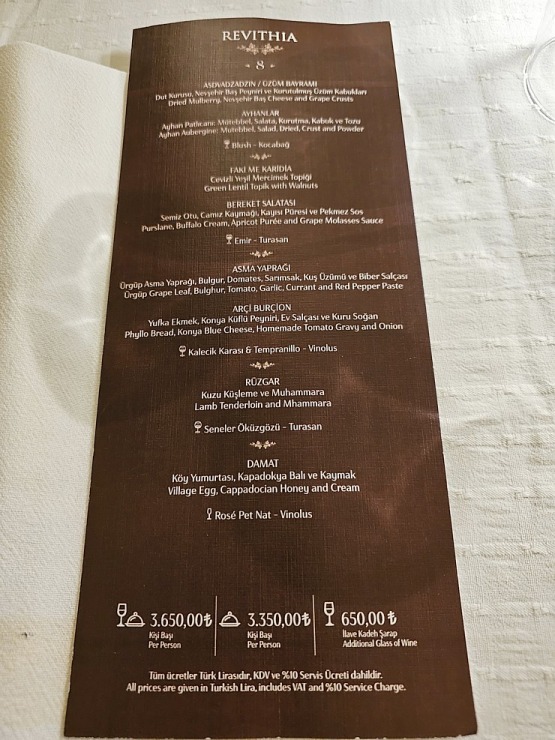 REVITHIA
8
ASDVADZADZIN / ÜZÜM BAYRAMI
Dut Kurusu, Nevşehir Baş Peyniri ve Kurutulmuş Üzüm Kabukları
Dried Mulberry, Nevşehir Baş Cheese and Grape Crusts
AYHANLAR
Ayhan Patlıcanı: Mütebbel, Salata, Kurutma, Kabuk ve Tozu
Ayhan Aubergine: Mutebbel, Salad, Dried, Crust and Powder
Blush - Kocabağ
FAKI ME KARIDIA
Cevizli Yeşil Mercimek Topiği
Green Lentil Topik with Walnuts
BEREKET SALATASI
Semiz Otu, Camız Kaymağı, Kayısı Püresi ve Pekmez Sos
Purslane, Buffalo Cream, Apricot Purée and Grape Molasses Sauce
Emir - Turasan
ASMA YAPRAĞI
Ürgüp Asma Yaprağı, Bulgur, Domates, Sarımsak, Kuş Üzümü ve Biber Salçası
Ürgüp Grape Leaf, Bulghur, Tomato, Garlic, Currant and Red Pepper Paste
ARÇİ BURÇİON
Yufka Ekmek, Konya Küflü Peyniri, Ev Salçası ve Kuru Soğan
Phyllo Bread, Konya Blue Cheese, Homemade Tomato Gravy and Onion
Kalecik Karası & Tempranillo - Vinolus
RÜZGAR
Kuzu Küşleme ve Muhammara
Lamb Tenderloin and Mhammara
Seneler Öküzgözü - Turasan
DAMAT
Köy Yumurtası, Kapadokya Balı ve Kaymak
Village Egg, Cappadocian Honey and Cream
Rosé Pet Nat - Vinolus
3.650,00₺ 3.350,00₺ 650,00 ₺
Kişi Başı Kişi Başı İlave Kadeh Şarap
Per Person Per Person Additional Glass of Wine
Tüm ücretler Türk Lirasıdır, KDV ve %10 Servis Ücreti dahildir.
All prices are given in Turkish Lira, includes VAT and %10 Service Charge.